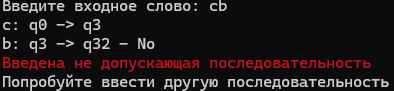 Введите входное слово: cb
c: q0 -> q3
b: q3 -> q32 - No
Введена не допускающая последовательность
Попробуйте ввести другую последовательность